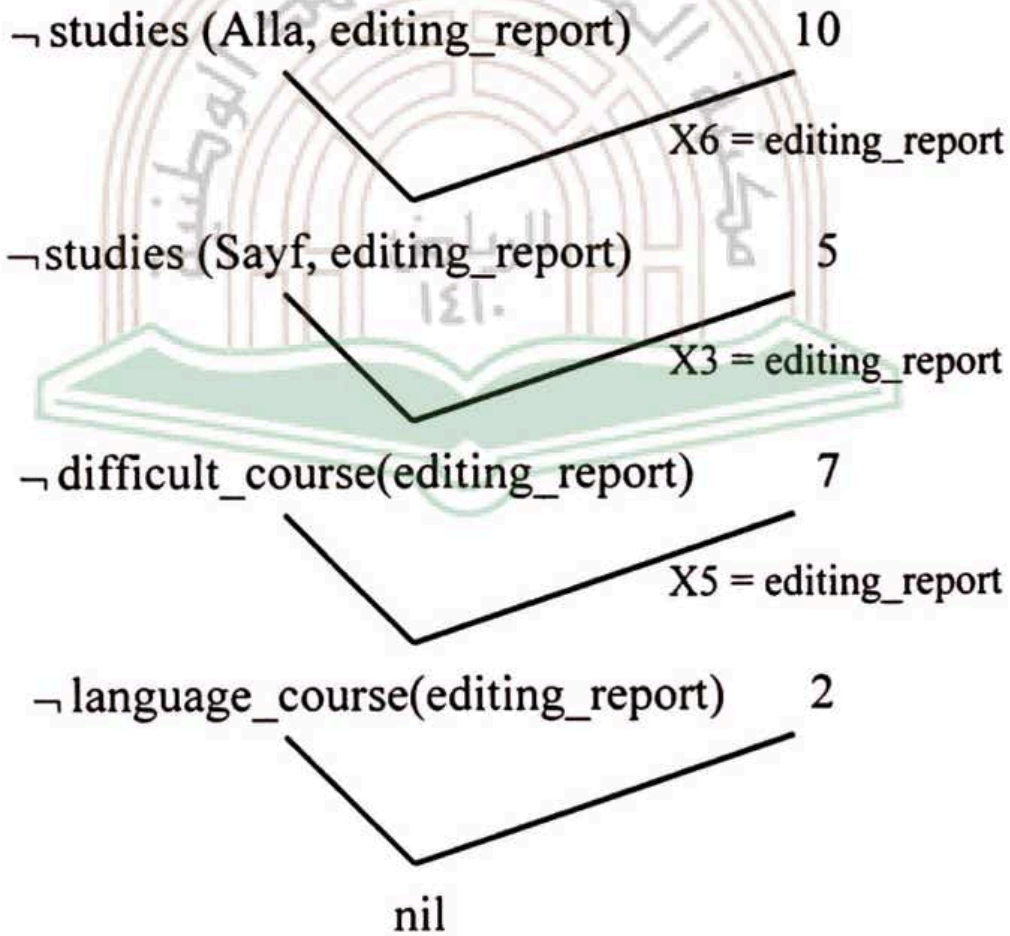 ¬ studies (Alla, editing_report) 10
X6 = editing_report
¬studies (Sayf, editing_report) 5
١٤١٠
X3 = editing_report
¬ difficult_course(editing_report) 7
X5 = editing_report
¬ language_course(editing_report) 2
nil